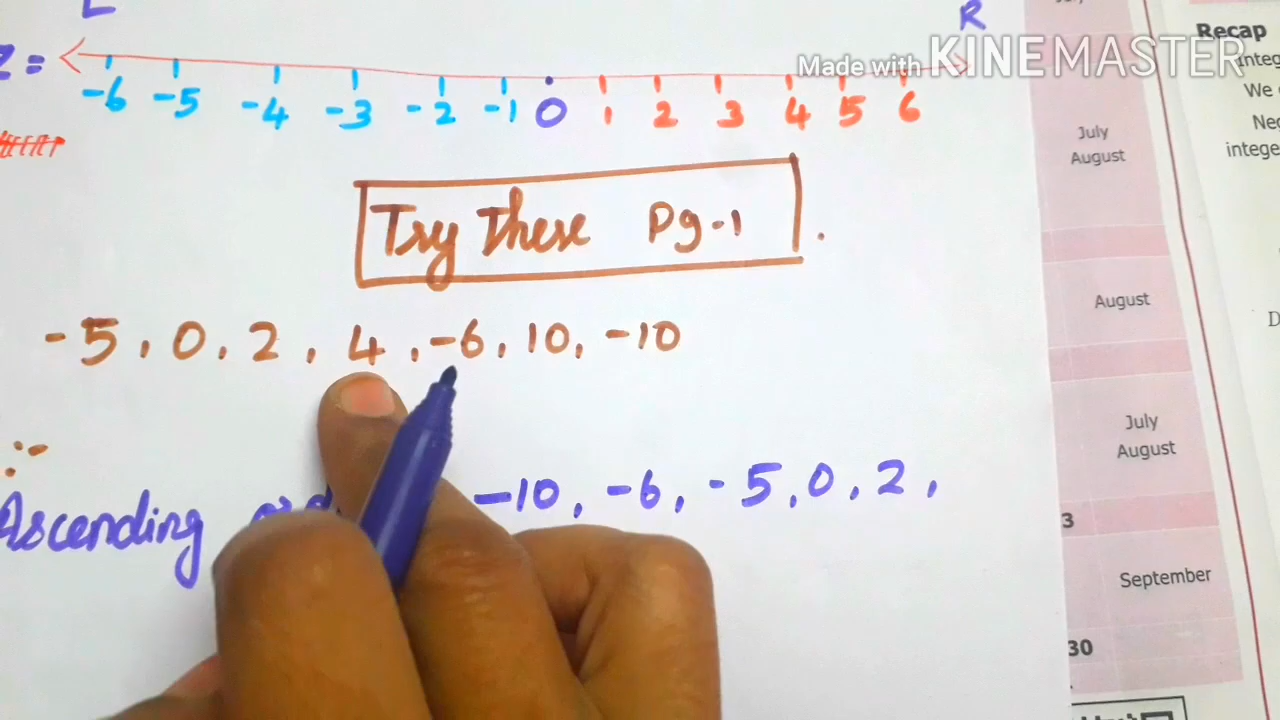 L R
Z =
-6 -5 -4 -3 -2 -1 0 1 2 3 4 5 6
Made with KINEMASTER
Try These Pg-1 .
-5, 0, 2, 4, -6, 10, -10
∵
Ascending -10, -6, -5, 0, 2,
July
August
August
July
August
3
September
30
Recap
We